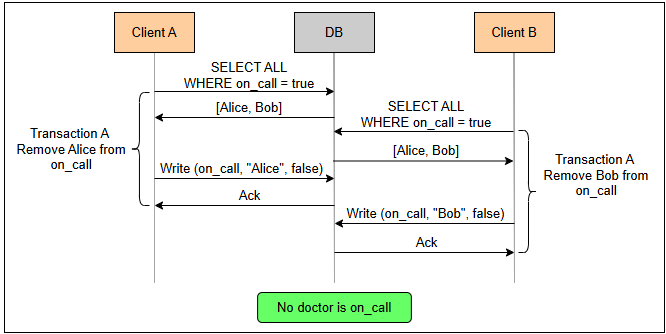 Client A
DB
Client B
SELECT ALL
WHERE on_call = true
[Alice, Bob]
SELECT ALL
WHERE on_call = true
Transaction A
Remove Alice from
on_call
[Alice, Bob]
Transaction A
Remove Bob from
on_call
Write (on_call, "Alice", false)
Ack
Write (on_call, "Bob", false)
Ack
No doctor is on_call